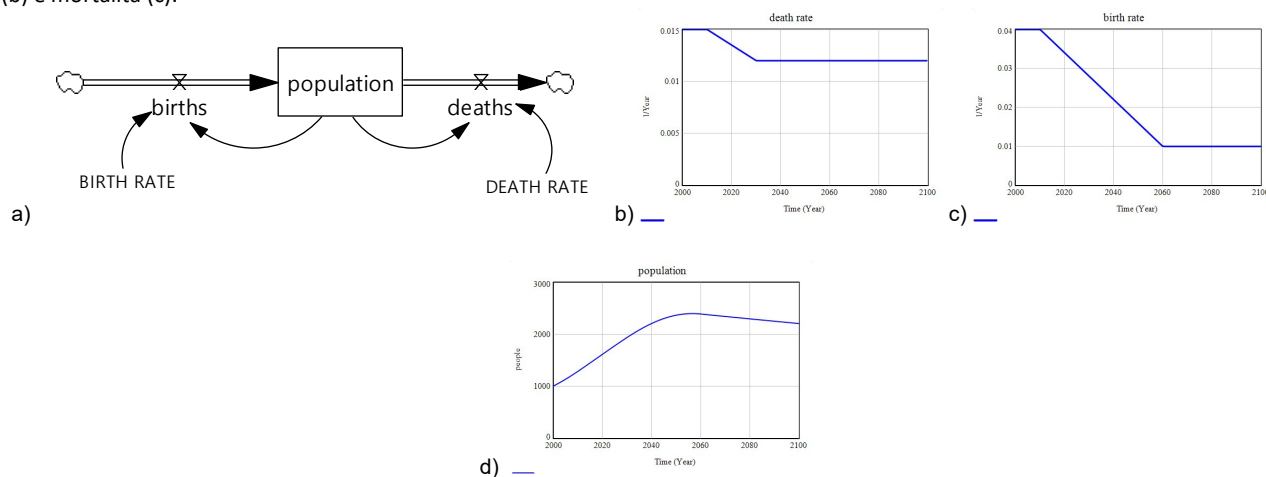 (b) e mortalità (c).
population
births
deaths
BIRTH RATE
DEATH RATE
a)
death rate
0.015
0.01
0.005
0
1/Year
2000 2020 2040 2060 2080 2100
Time (Year)
b)
birth rate
0.04
0.03
0.02
0.01
0
1/Year
2000 2020 2040 2060 2080 2100
Time (Year)
c)
population
3000
2000
1000
0
people
2000 2020 2040 2060 2080 2100
Time (Year)
d)